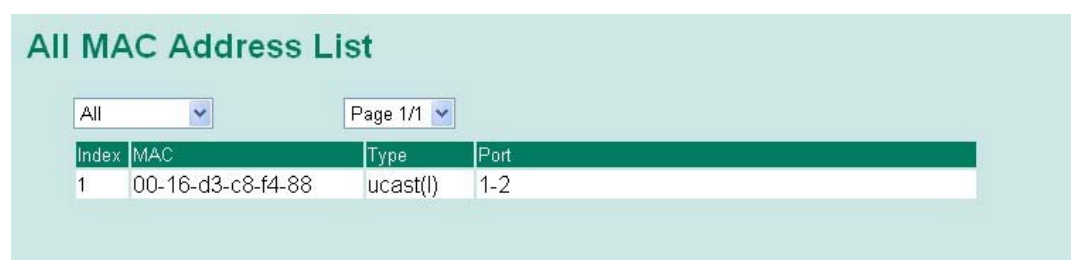 All MAC Address List
All Page 1/1
Index MAC Type Port
1 00-16-d3-c8-f4-88 ucast(l) 1-2